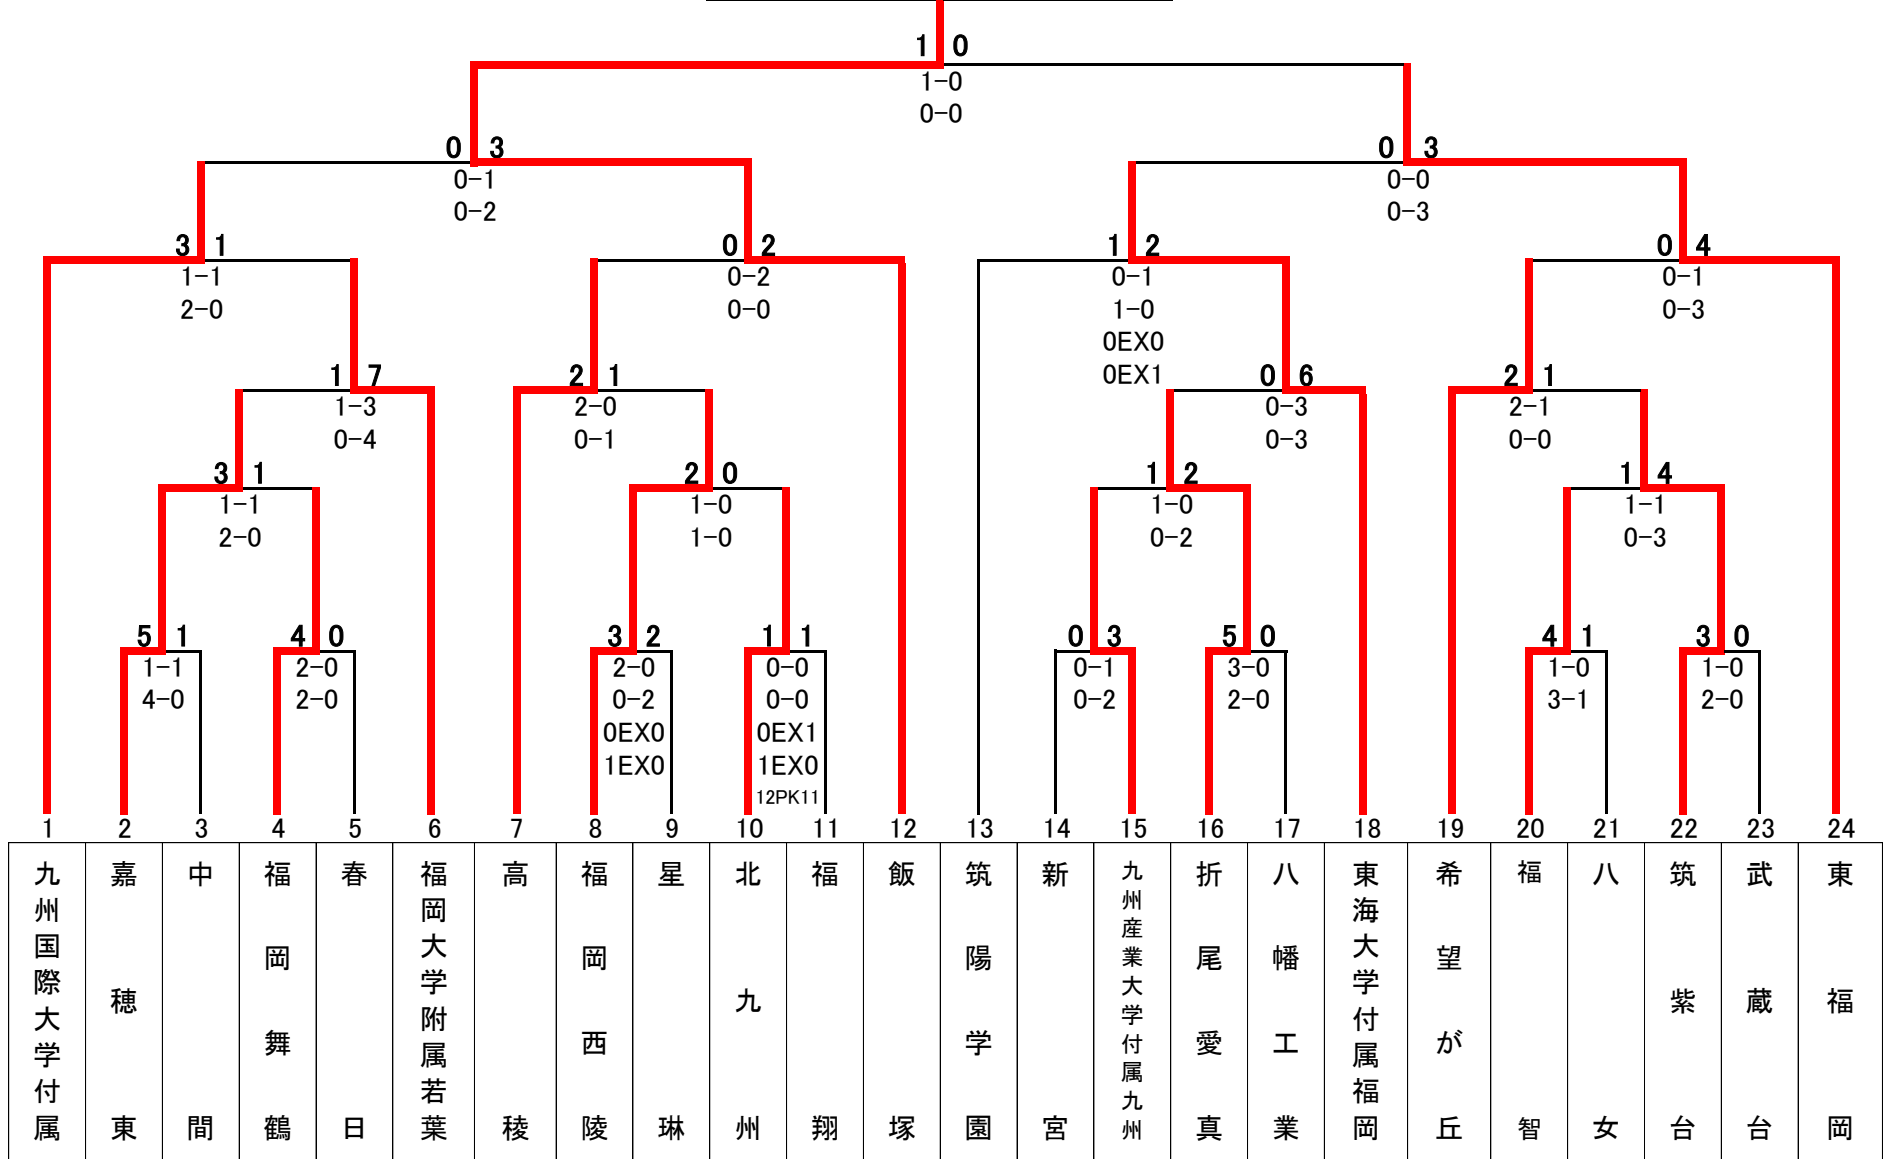 1 0
1-0
0-0
0 3
0-1
0-2
0 3
0-0
0-3
3 1
1-1
2-0
0 2
0-2
0-0
1 2
0-1
1-0
0EX0
0EX1
0 4
0-1
0-3
1 7
1-3
0-4
2 1
2-0
0-1
0 6
0-3
0-3
2 1
2-1
0-0
3 1
1-1
2-0
2 0
1-0
1-0
1 2
1-0
0-2
1 4
1-1
0-3
5 1
1-1
4-0
4 0
2-0
2-0
3 2
2-0
0-2
0EX0
1EX0
1 1
0-0
0-0
0EX1
1EX0
12PK11
0 3
0-1
0-2
5 0
3-0
2-0
4 1
1-0
3-1
3 0
1-0
2-0
1 2 3 4 5 6 7 8 9 10 11 12 13 14 15 16 17 18 19 20 21 22 23 24
九州国際大学付属
嘉穂東
中間
福岡舞鶴
春日
福岡大学附属若葉
高稜
福岡西陵
星琳
北九州
福翔
飯塚
筑陽学園
新宮
九州産業大学付属九州
折尾愛真
八幡工業
東海大学付属福岡
希望が丘
福智
八女
筑紫台
武蔵台
東福岡